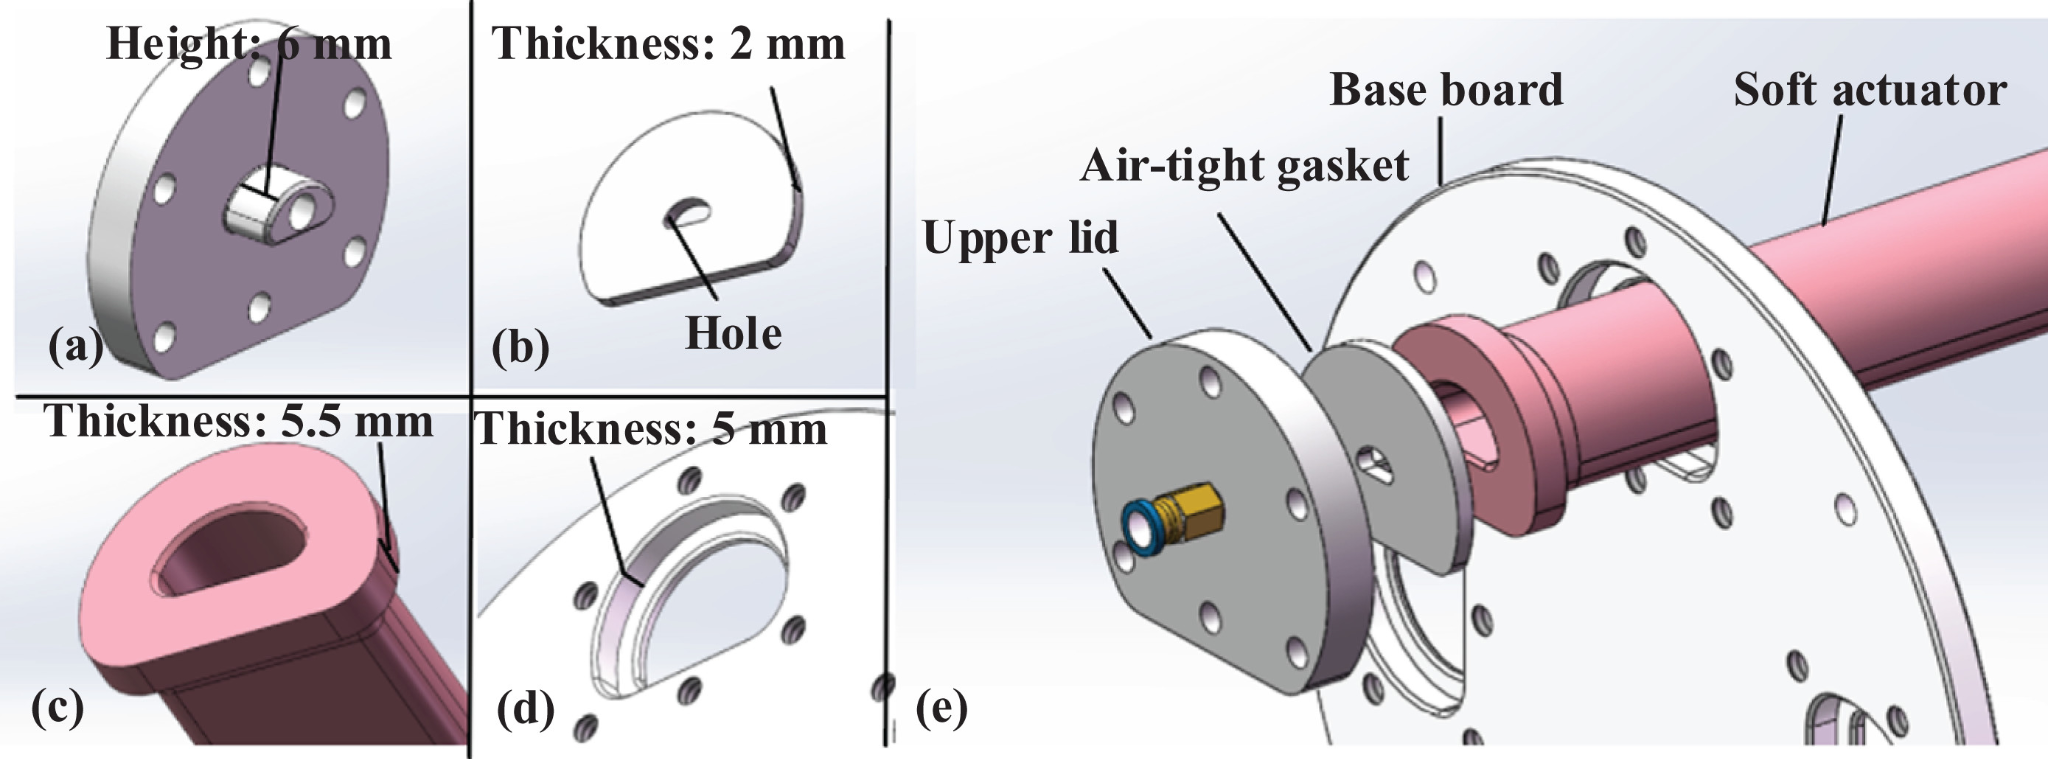 Height: 6 mm
(a)
Thickness: 2 mm
Hole
(b)
Thickness: 5.5 mm
(c)
Thickness: 5 mm
(d)
Base board
Soft actuator
Air-tight gasket
Upper lid
(e)